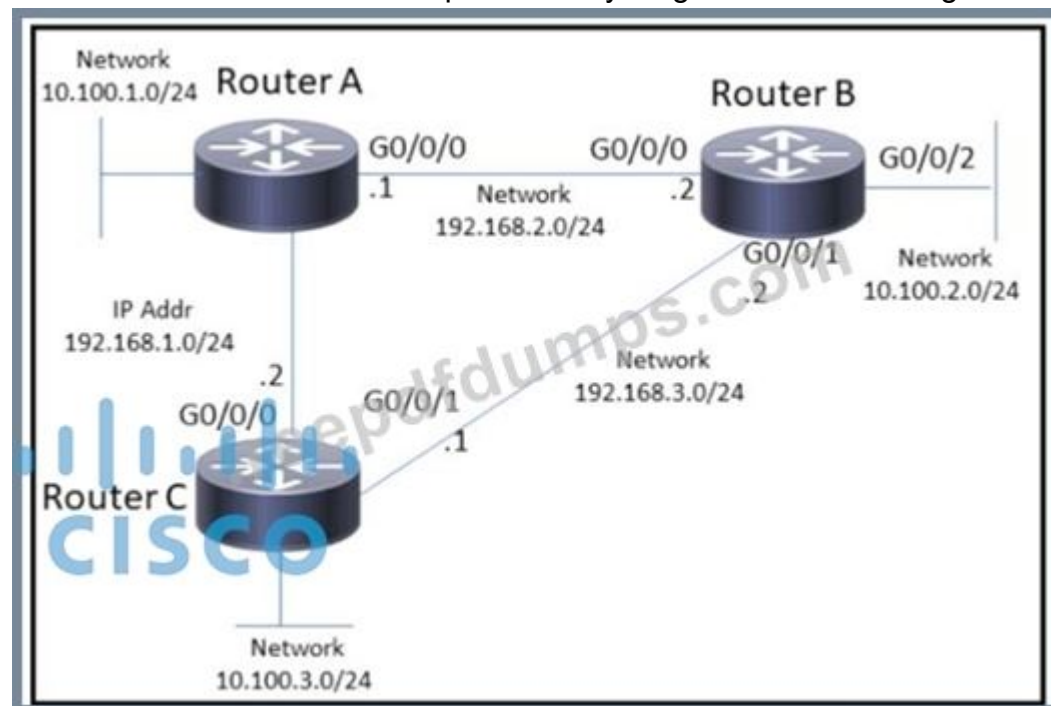 Network
10.100.1.0/24
Router A
Router B
G0/0/0
G0/0/0
G0/0/2
.1
Network
192.168.2.0/24
.2
G0/0/1
.2
Network
10.100.2.0/24
IP Addr
192.168.1.0/24
Network
192.168.3.0/24
.2
G0/0/0
G0/0/1
.1
Router C
CISCO
Network
10.100.3.0/24